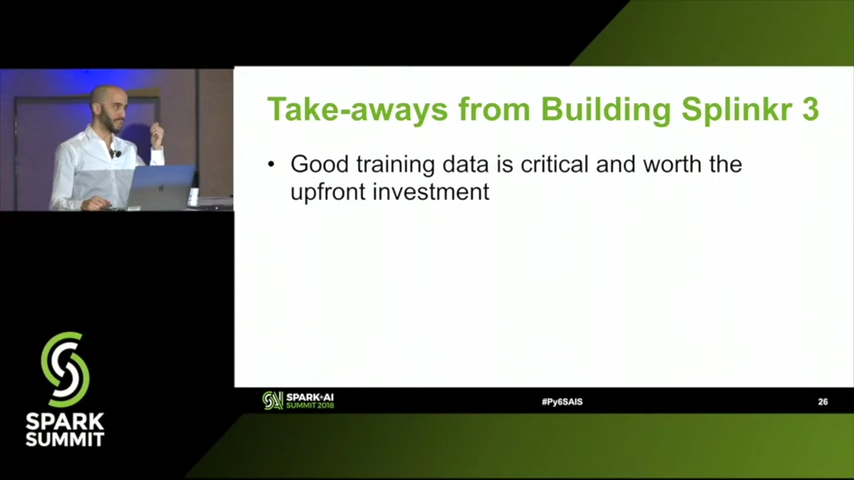 Take-aways from Building Splinkr 3
• Good training data is critical and worth the
upfront investment
SPARK+AI
SUMMIT 2018
#Py6SAIS
26
SPARK
SUMMIT